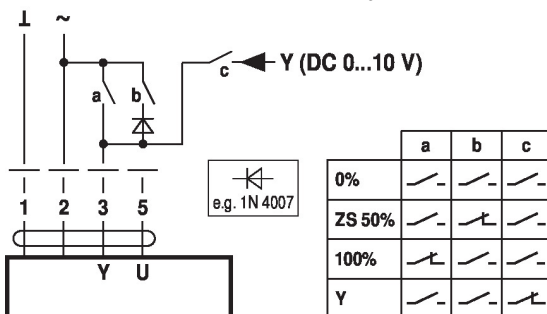 ⊥ ~
c Y (DC 0...10 V)
a b
e.g. 1N 4007
1 2 3 5
Y U
a b c
0%
ZS 50%
100%
Y